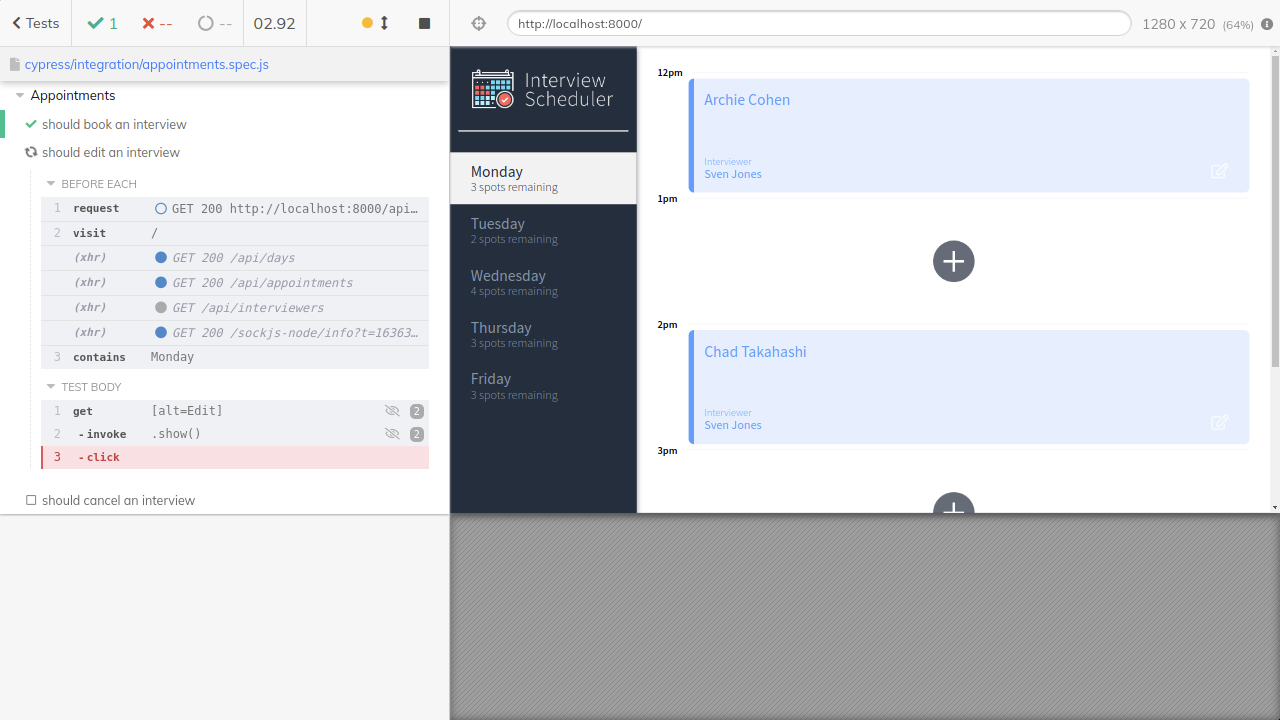 Tests
1
--
--
02.92
http://localhost:8000/
1280 x 720 (64%)
cypress/integration/appointments.spec.js
Appointments
should book an interview
should edit an interview
BEFORE EACH
1 request GET 200 http://localhost:8000/api…
2 visit /
(xhr) GET 200 /api/days
(xhr) GET 200 /api/appointments
(xhr) GET /api/interviewers
(xhr) GET 200 /sockjs-node/info?t=16363…
3 contains Monday
TEST BODY
1 get [alt=Edit] 2
2 -invoke .show() 2
3 -click
should cancel an interview
Interview
Scheduler
Monday
3 spots remaining
Tuesday
2 spots remaining
Wednesday
4 spots remaining
Thursday
3 spots remaining
Friday
3 spots remaining
12pm
Archie Cohen
Interviewer
Sven Jones
1pm
2pm
Chad Takahashi
Interviewer
Sven Jones
3pm